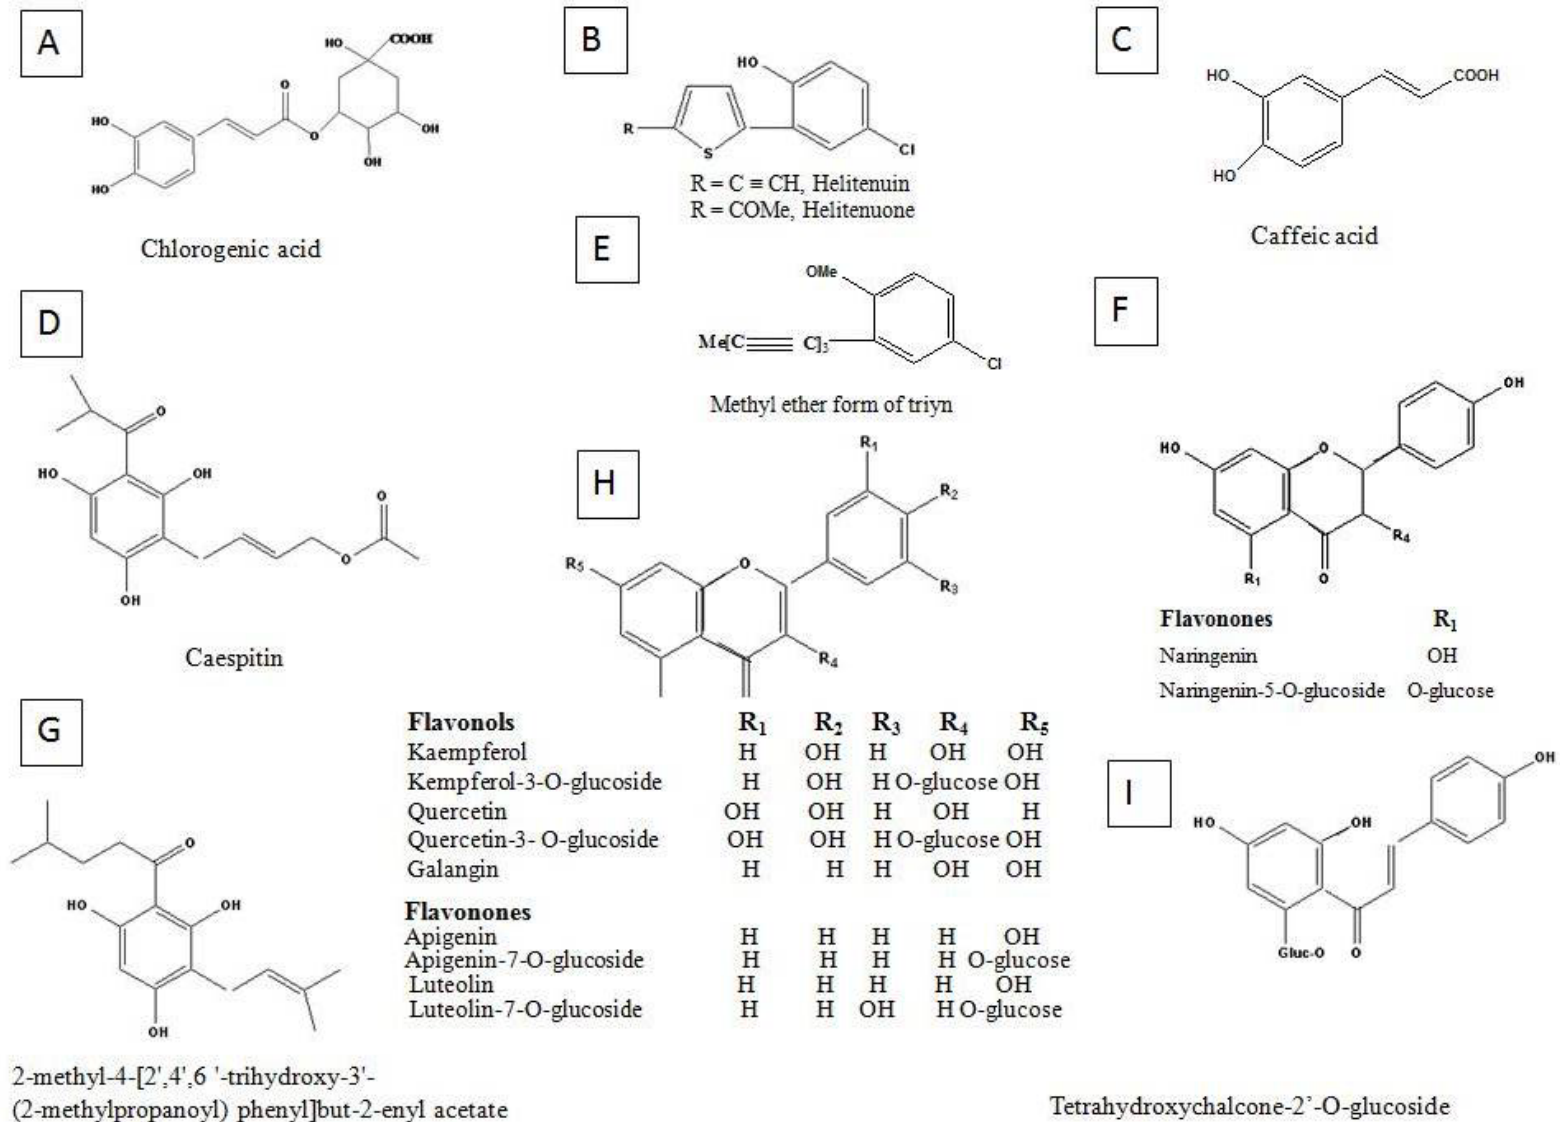 A
HO
COOH
O
HO
O
OH
HO
OH
Chlorogenic acid
B
HO
R
S
Cl
R = C ≡ CH, Helitenuin
R = COMe, Helitenuone
C
HO
COOH
HO
Caffeic acid
D
O
HO
OH
O
O
OH
Caespitin
E
OMe
Me[C≡C]₃
Cl
Methyl ether form of triyn
F
OH
HO
O
R₄
R₁
O
Flavonones R₁
Naringenin OH
Naringenin-5-O-glucoside O-glucose
G
O
HO
OH
OH
2-methyl-4-[2',4',6 '-trihydroxy-3'-
(2-methylpropanoyl) phenyl]but-2-enyl acetate
H
R₁
R₂
R₅
O
R₃
R₄
Flavonols R₁ R₂ R₃ R₄ R₅
Kaempferol H OH H OH OH
Kempferol-3-O-glucoside H OH H O-glucose OH
Quercetin OH OH H OH H
Quercetin-3- O-glucoside OH OH H O-glucose OH
Galangin H H H OH OH
Flavonones
Apigenin H H H H OH
Apigenin-7-O-glucoside H H H H O-glucose
Luteolin H H H H OH
Luteolin-7-O-glucoside H H OH H O-glucose
I
OH
HO
OH
Gluc-O
O
Tetrahydroxychalcone-2’-O-glucoside